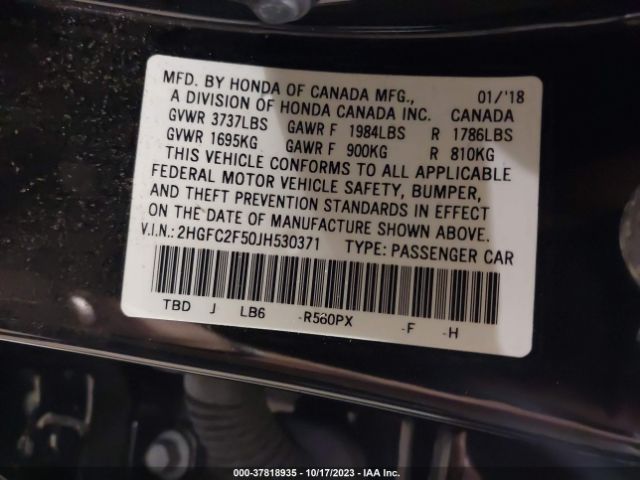 MFD. BY HONDA OF CANADA MFG., 01/'18
A DIVISION OF HONDA CANADA INC. CANADA
GVWR 3737LBS GAWR F 1984LBS R 1786LBS
GVWR 1695KG GAWR F 900KG R 810KG
THIS VEHICLE CONFORMS TO ALL APPLICABLE
FEDERAL MOTOR VEHICLE SAFETY, BUMPER,
AND THEFT PREVENTION STANDARDS IN EFFECT
ON THE DATE OF MANUFACTURE SHOWN ABOVE.
V.I.N.: 2HGFC2F50JH530371 TYPE: PASSENGER CAR
TBD J LB6 -R560PX -F -H
000-37818935 - 10/17/2023 - IAA Inc.